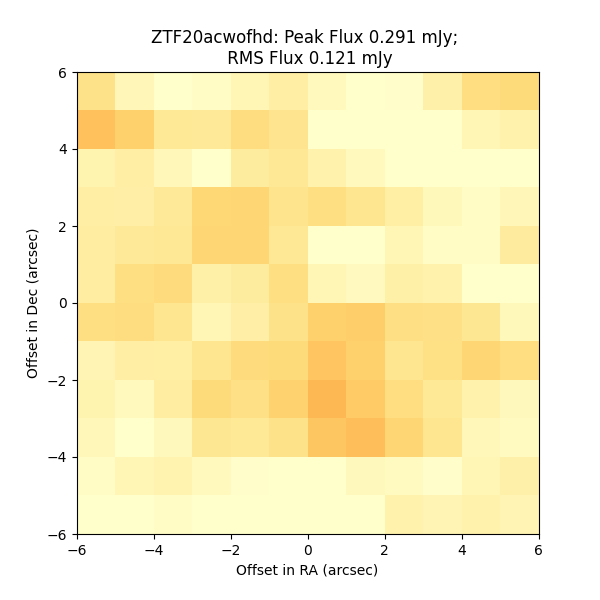 ZTF20acwofhd: Peak Flux 0.291 mJy;
RMS Flux 0.121 mJy
6
4
2
0
−2
−4
−6
Offset in Dec (arcsec)
−6 −4 −2 0 2 4 6
Offset in RA (arcsec)